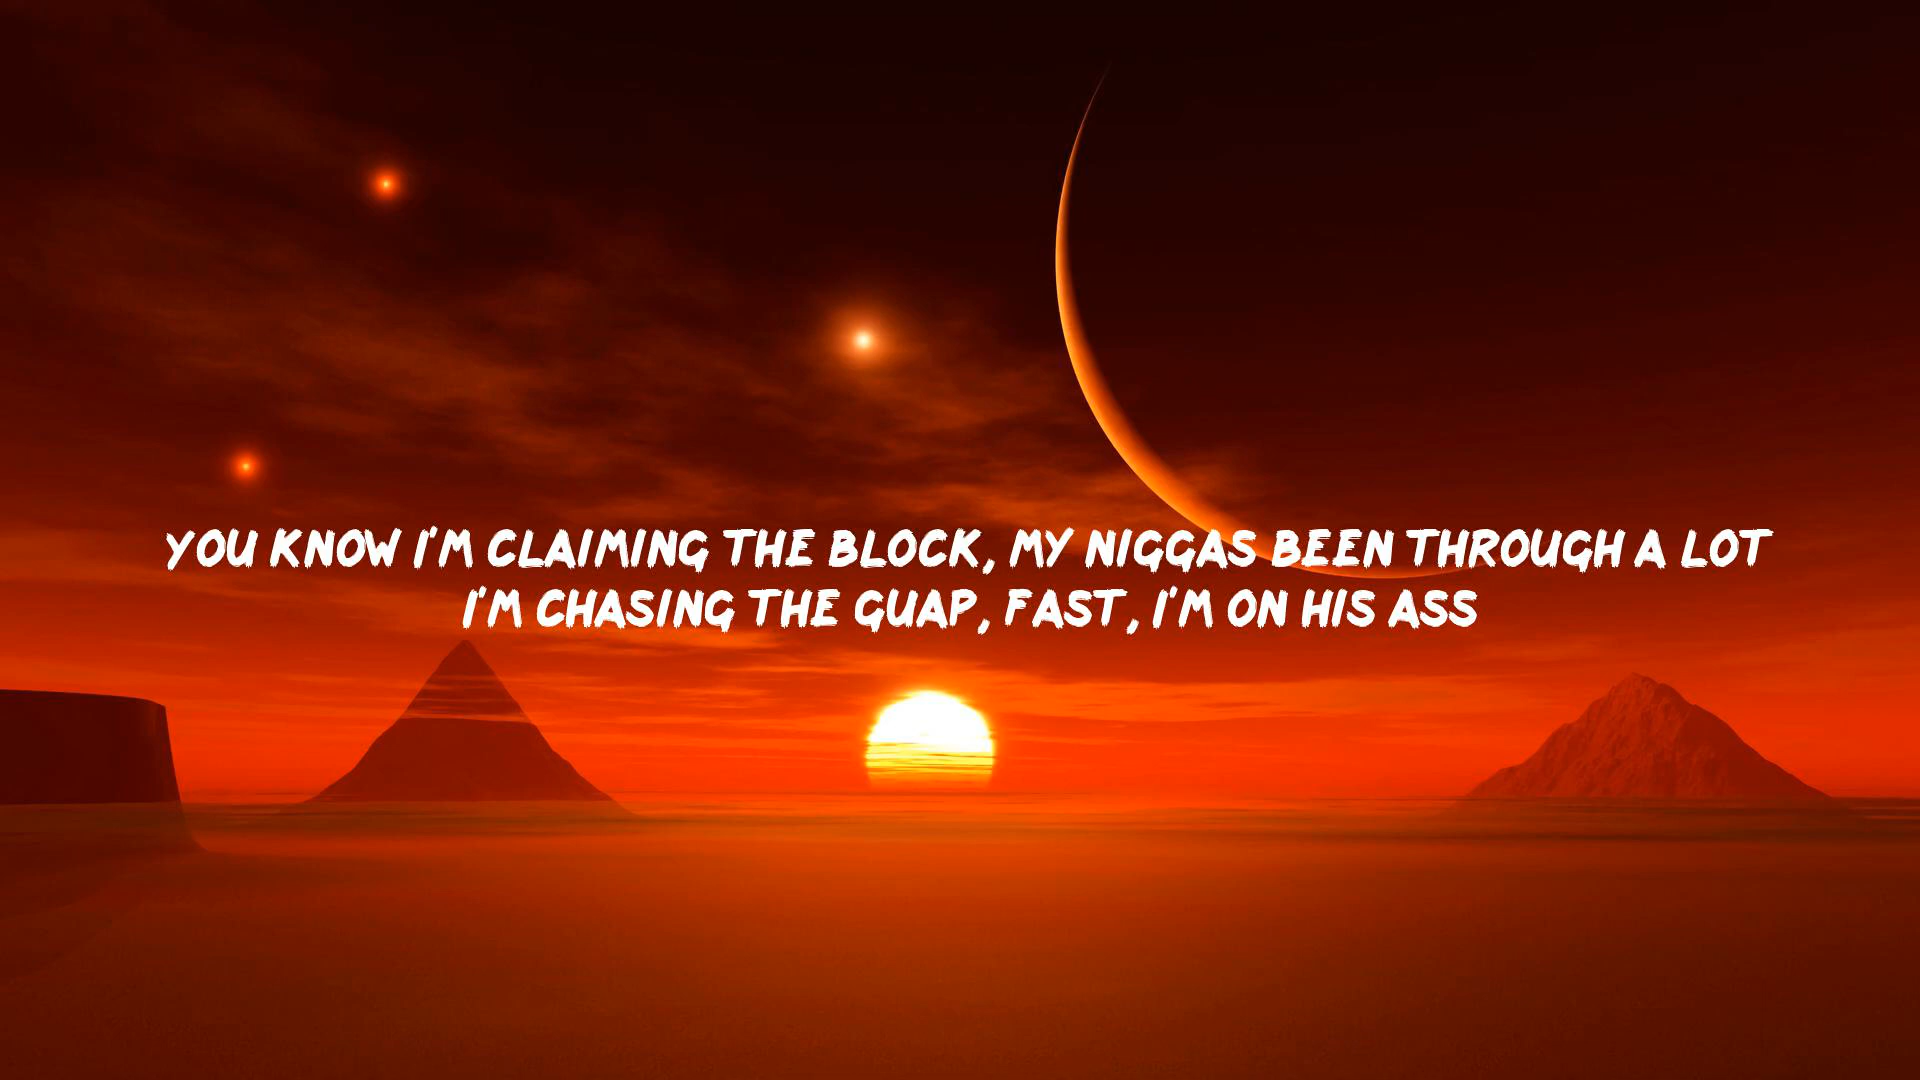 YOU KNOW I'M CLAIMING THE BLOCK, MY NIGGAS BEEN THROUGH A LOT
I'M CHASING THE GUAP, FAST, I'M ON HIS ASS